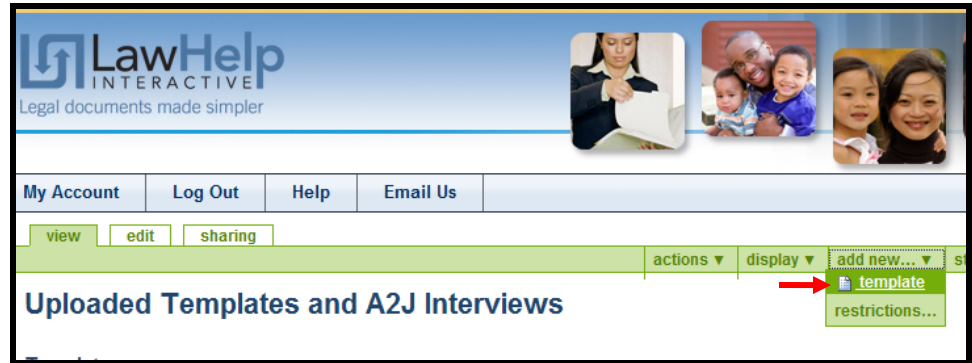 LawHelp
INTERACTIVE
Legal documents made simpler
My Account Log Out Help Email Us
view edit sharing
actions ▼ display ▼ add new... ▼
template
restrictions...
Uploaded Templates and A2J Interviews